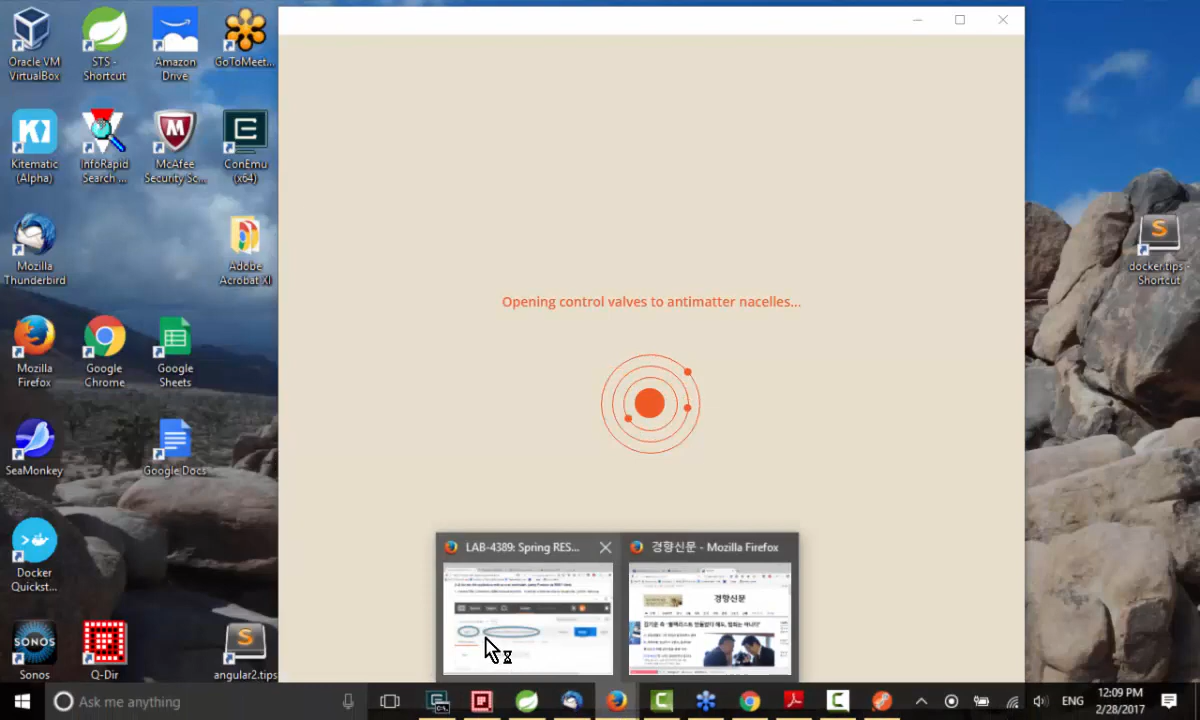 Oracle VM
VirtualBox
STS -
Shortcut
Amazon
Drive
GoToMeet...
Kitematic
(Alpha)
InfoRapid
Search ...
McAfee
Security Sc...
ConEmu
(x64)
Mozilla
Thunderbird
Adobe
Acrobat XI
Mozilla
Firefox
Google
Chrome
Google
Sheets
SeaMonkey
Google Docs
Docker
Quickst...
SONOS
Sonos
Q-Dir
angular2.tips
docker.tips -
Shortcut
Opening control valves to antimatter nacelles...
LAB-4389: Spring RES...
경향신문 - Mozilla Firefox
경향신문
Ask me anything
ENG
12:09 PM
2/28/2017